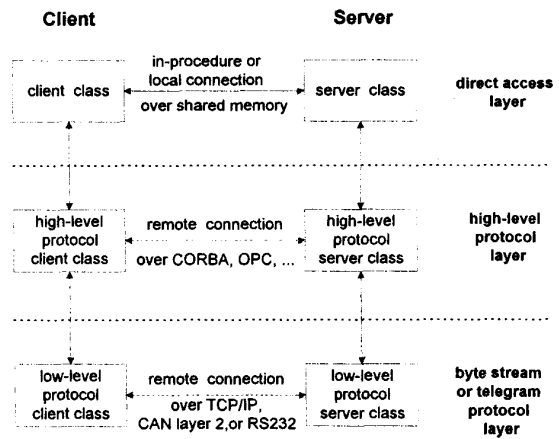 Client
Server
in-procedure or
local connection
client class
over shared memory
server class
direct access
layer
high-level
protocol
client class
remote connection
over CORBA, OPC, ...
high-level
protocol
server class
high-level
protocol
layer
low-level
protocol
client class
remote connection
over TCP/IP,
CAN layer 2,or RS232
low-level
protocol
server class
byte stream
or telegram
protocol
layer